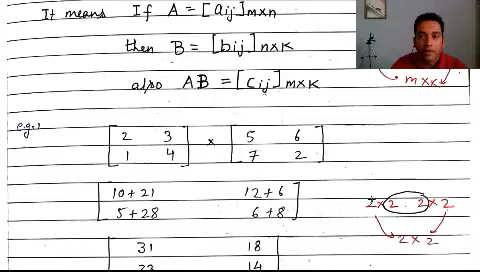 It means If A = [aij]m×n
then B = [bij]n×K
also AB = [cij]m×K
m×K
e.g.,
[2 3
1 4] × [5 6
7 2]
[10+21 12+6
5+28 6+8]
2×2 . 2×2
2×2
[31 18
14